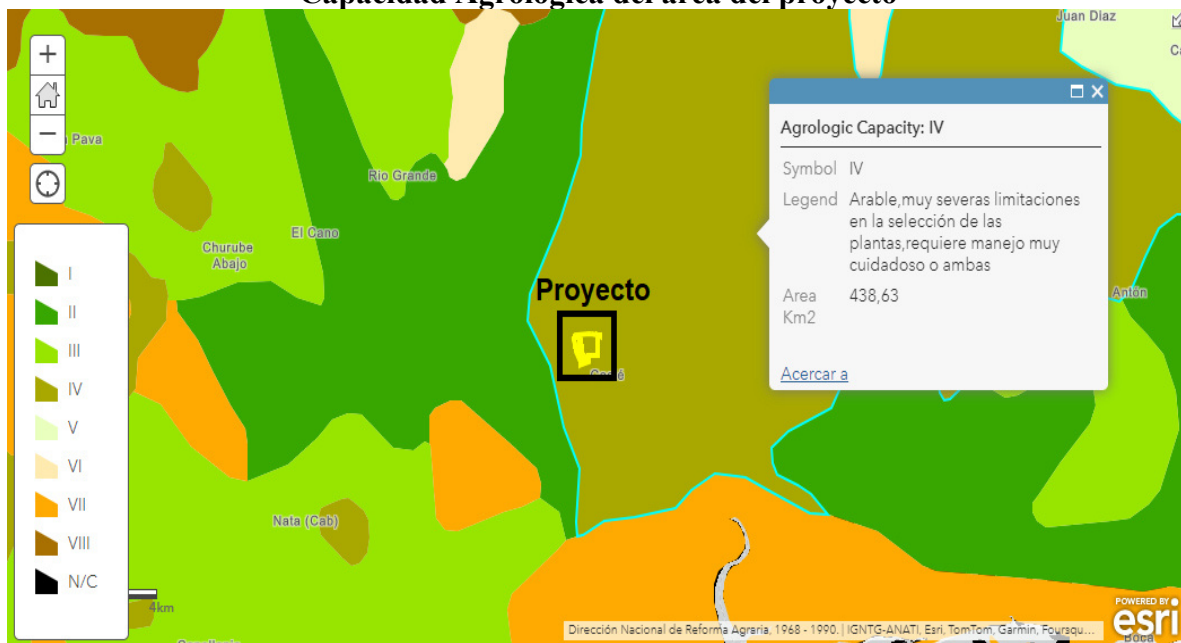 Capacidad Agrológica del área del proyecto
Juan Díaz
Pava
Rio Grande
El Cano
Churube
Abajo
Proyecto
Antón
Nata (Cab)
Agrologic Capacity: IV
Symbol IV
Legend Arable,muy severas limitaciones
en la selección de las
plantas,requiere manejo muy
cuidadoso o ambas
Area 438,63
Km2
Acercar a
I
II
III
IV
V
VI
VII
VIII
N/C
4km
Dirección Nacional de Reforma Agraria, 1968 - 1990. | IGNTG-ANATI, Esri, TomTom, Garmin, Foursqu...
POWERED BY
esri
Boca